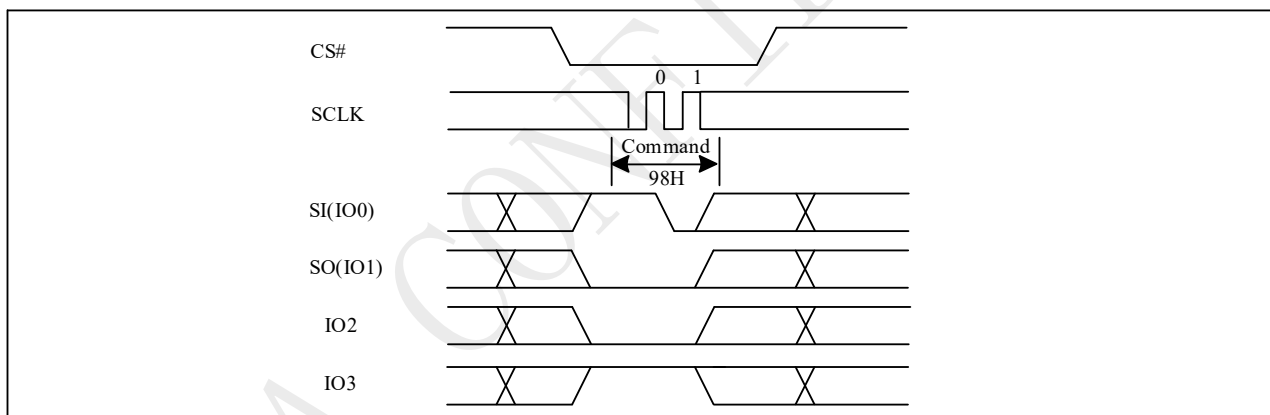 CS#
0 1
SCLK
Command
98H
SI(IO0)
SO(IO1)
IO2
IO3